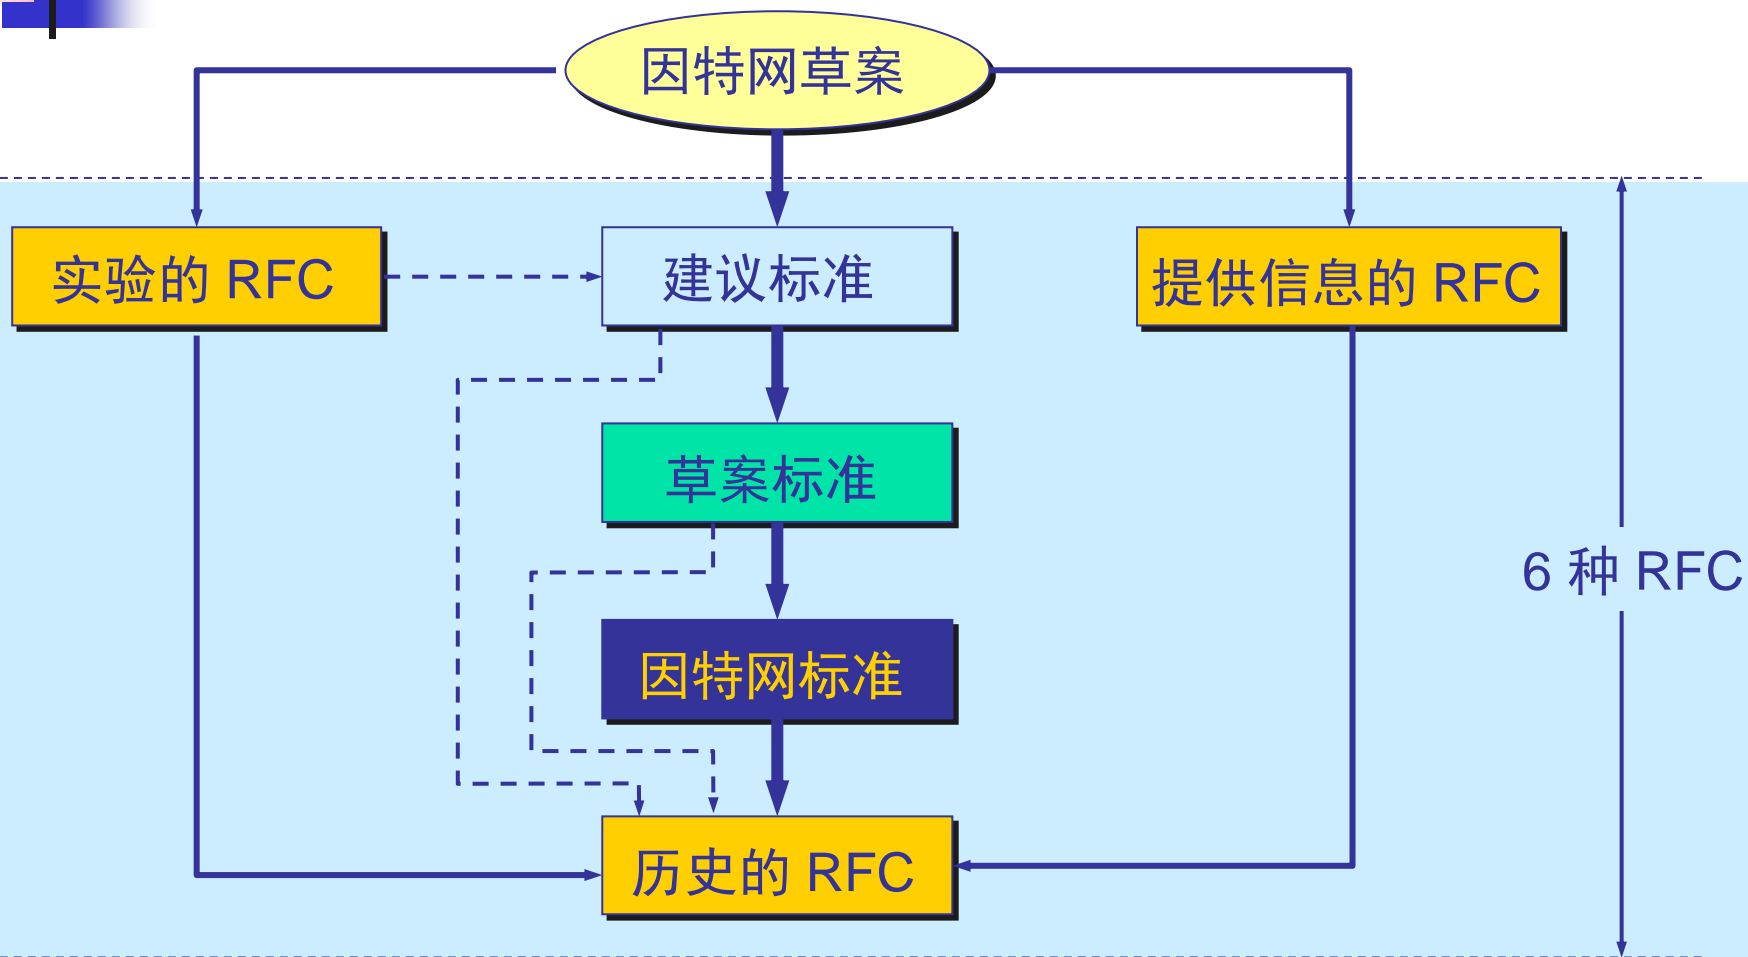 因特网草案
实验的 RFC
建议标准
提供信息的 RFC
草案标准
6 种 RFC
因特网标准
历史的 RFC